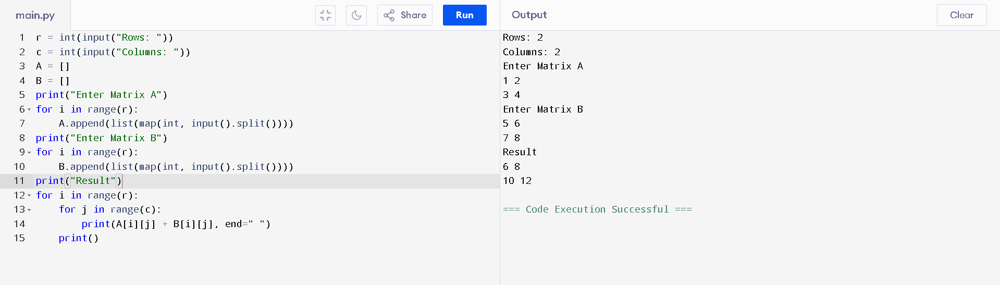 main.py
Share
Run
Output
Clear
1 r = int(input("Rows: "))
2 c = int(input("Columns: "))
3 A = []
4 B = []
5 print("Enter Matrix A")
6 for i in range(r):
7     A.append(list(map(int, input().split())))
8 print("Enter Matrix B")
9 for i in range(r):
10     B.append(list(map(int, input().split())))
11 print("Result")
12 for i in range(r):
13     for j in range(c):
14         print(A[i][j] + B[i][j], end=" ")
15     print()
Rows: 2
Columns: 2
Enter Matrix A
1 2
3 4
Enter Matrix B
5 6
7 8
Result
6 8
10 12
=== Code Execution Successful ===